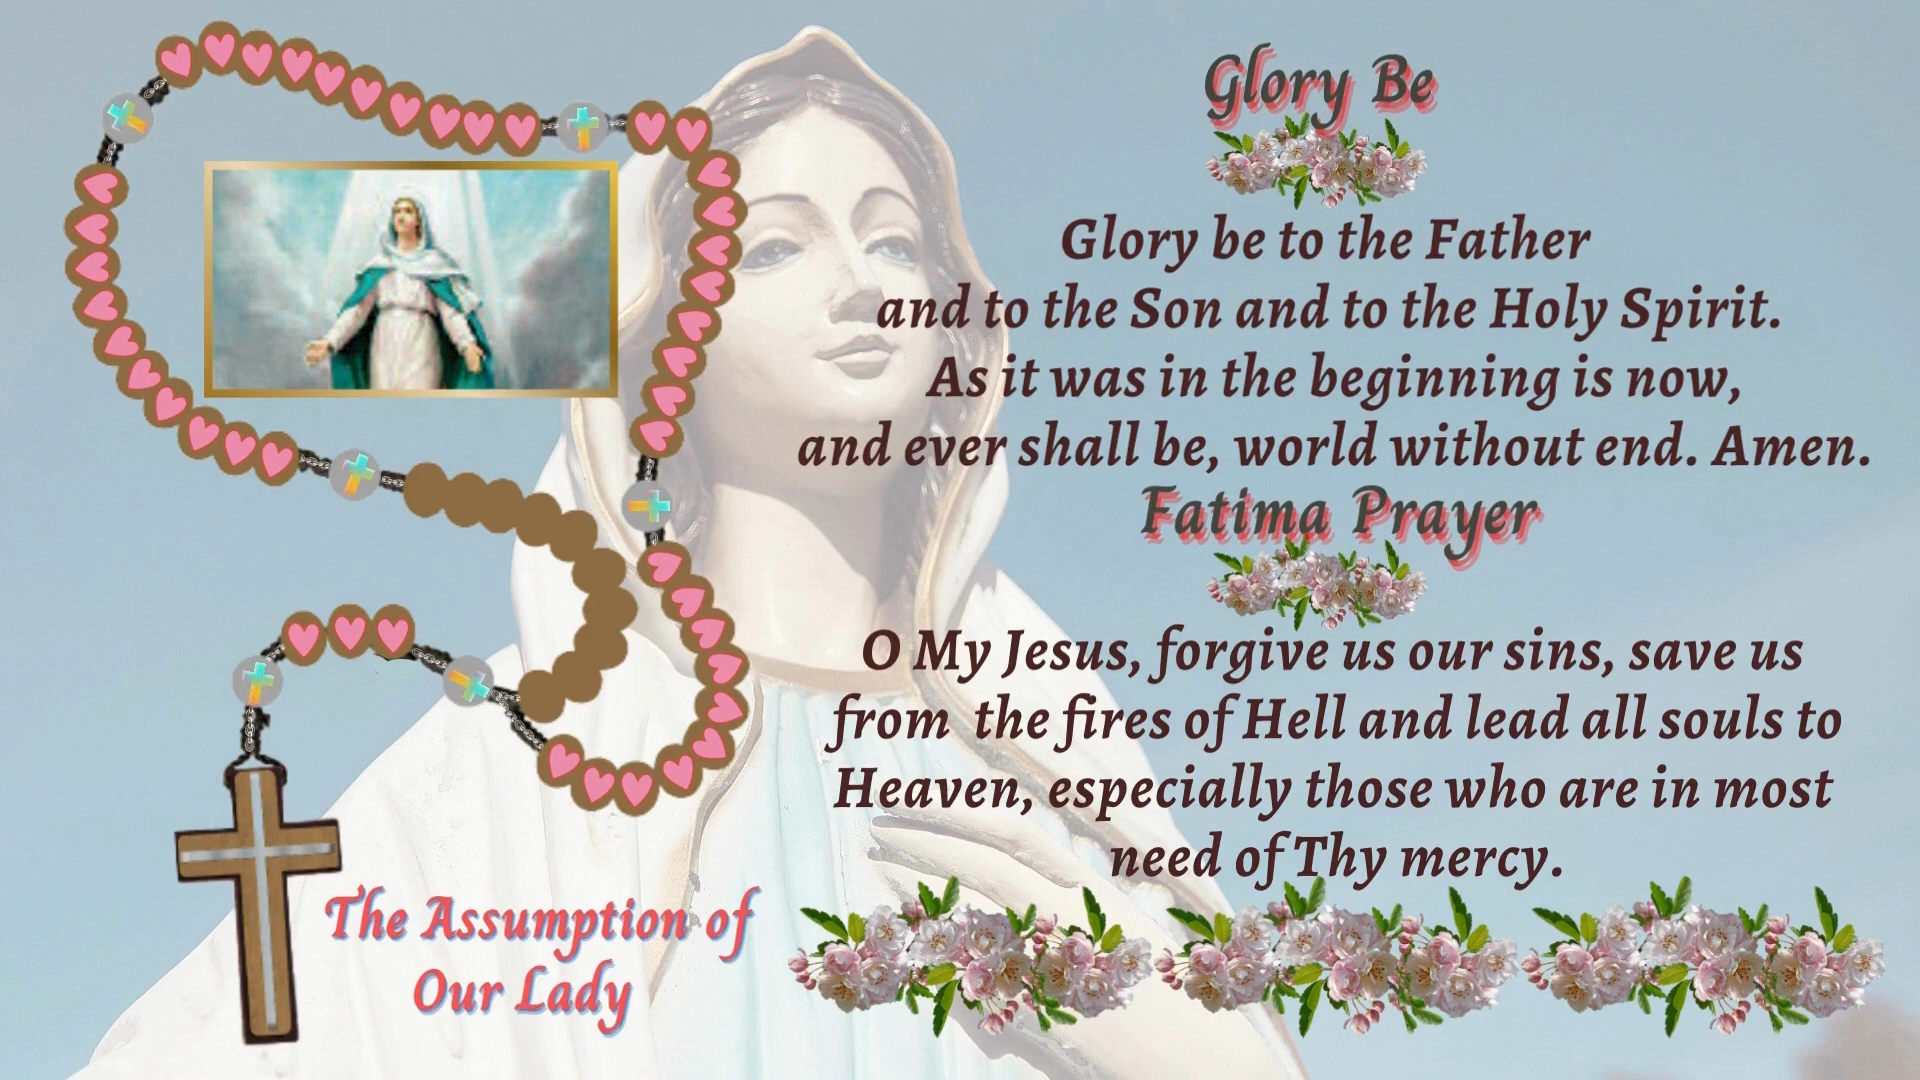 Glory Be
Glory be to the Father
and to the Son and to the Holy Spirit.
As it was in the beginning is now,
and ever shall be, world without end. Amen.
Fatima Prayer
O My Jesus, forgive us our sins, save us
from the fires of Hell and lead all souls to
Heaven, especially those who are in most
need of Thy mercy.
The Assumption of
Our Lady